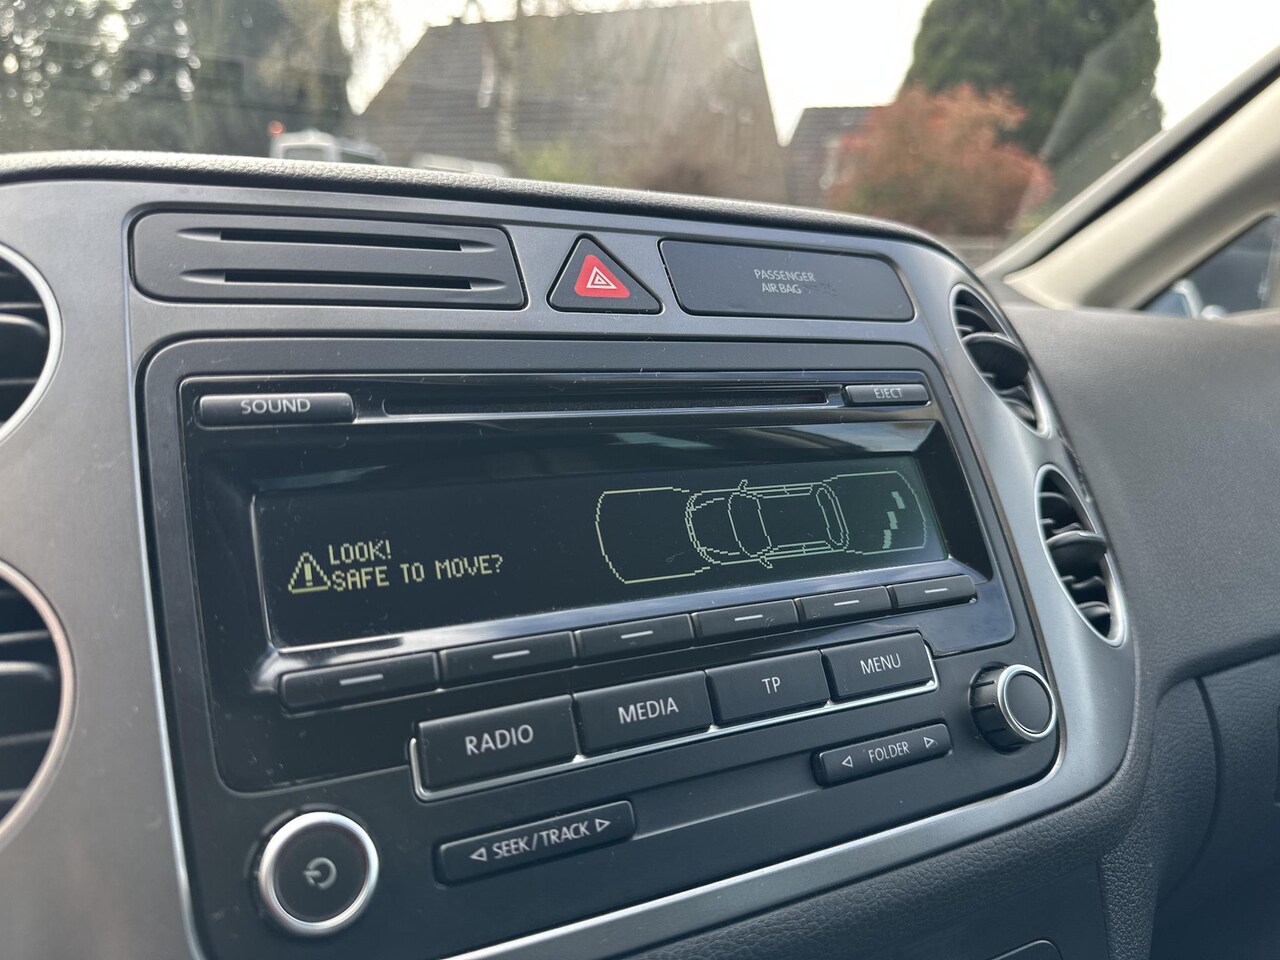 PASSENGER
AIR BAG
SOUND
EJECT
LOOK!
SAFE TO MOVE?
RADIO
MEDIA
TP
MENU
FOLDER
SEEK/TRACK